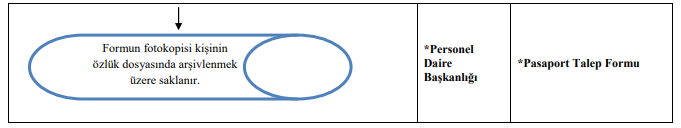 Formun fotokopisi kişinin
özlük dosyasında arşivlenmek
üzere saklanır.
*Personel
Daire
Başkanlığı
*Pasaport Talep Formu